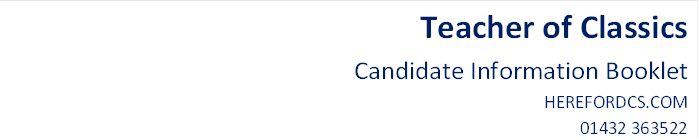 Teacher of Classics
Candidate Information Booklet
HEREFORDCS.COM
01432 363522